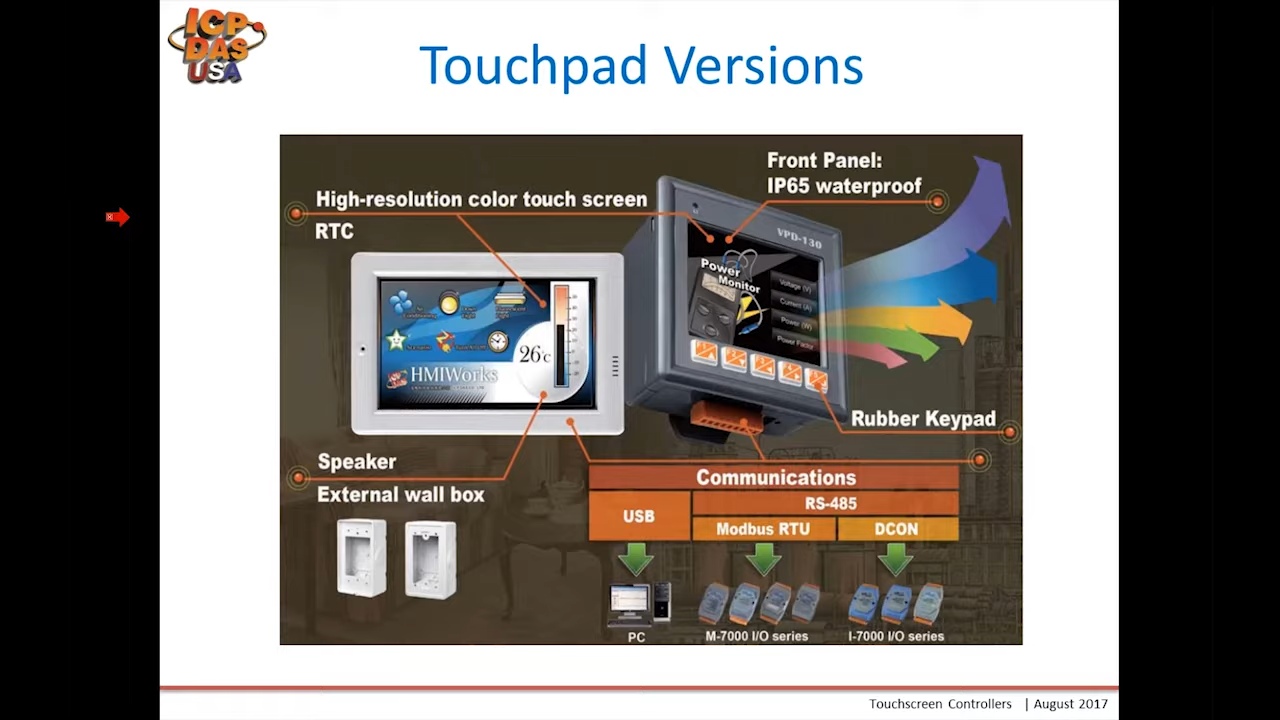 ICP
DAS
USA
Touchpad Versions
Front Panel:
IP65 waterproof
High-resolution color touch screen
RTC
VPD-130
Power
Monitor
Voltage (V)
Current (A)
Power (W)
Power Factor
26°c
HMIWorks
Rubber Keypad
Speaker
External wall box
Communications
USB
RS-485
Modbus RTU
DCON
PC
M-7000 I/O series
I-7000 I/O series
Touchscreen Controllers | August 2017